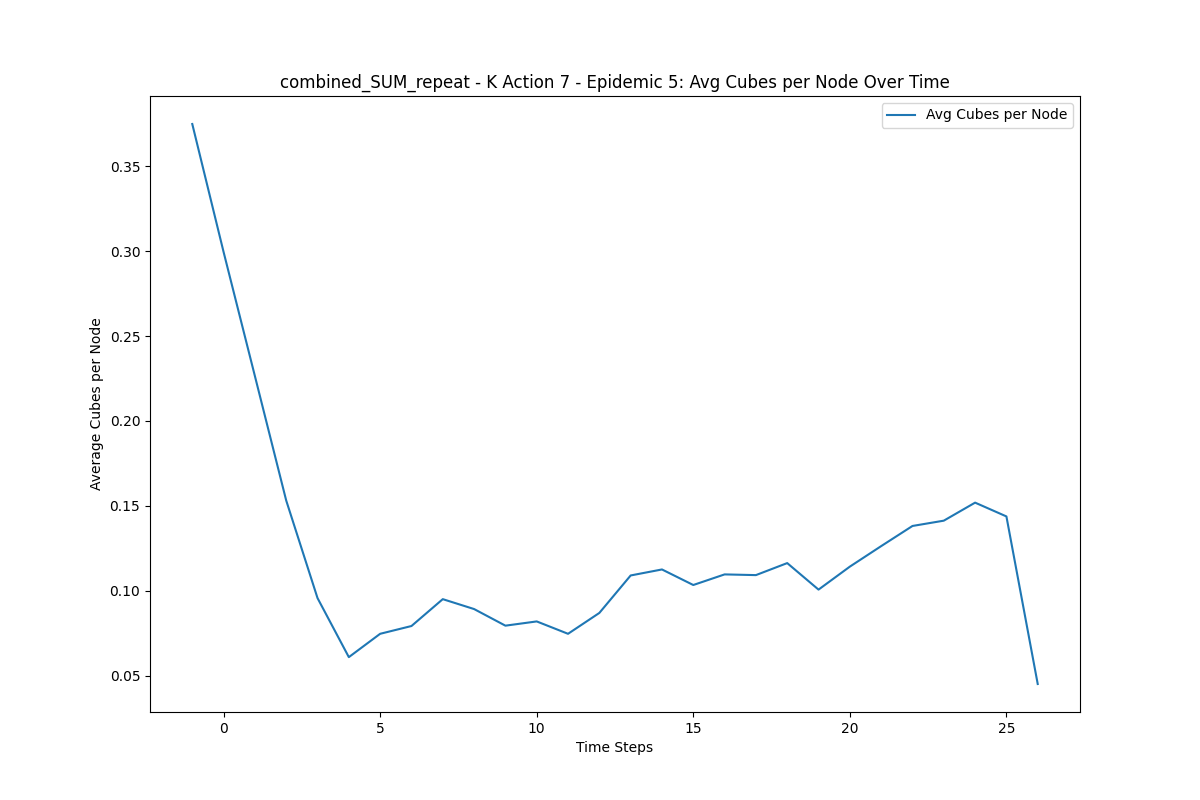 combined_SUM_repeat - K Action 7 - Epidemic 5: Avg Cubes per Node Over Time
Avg Cubes per Node
0.35
0.30
0.25
0.20
0.15
0.10
0.05
Average Cubes per Node
0 5 10 15 20 25
Time Steps